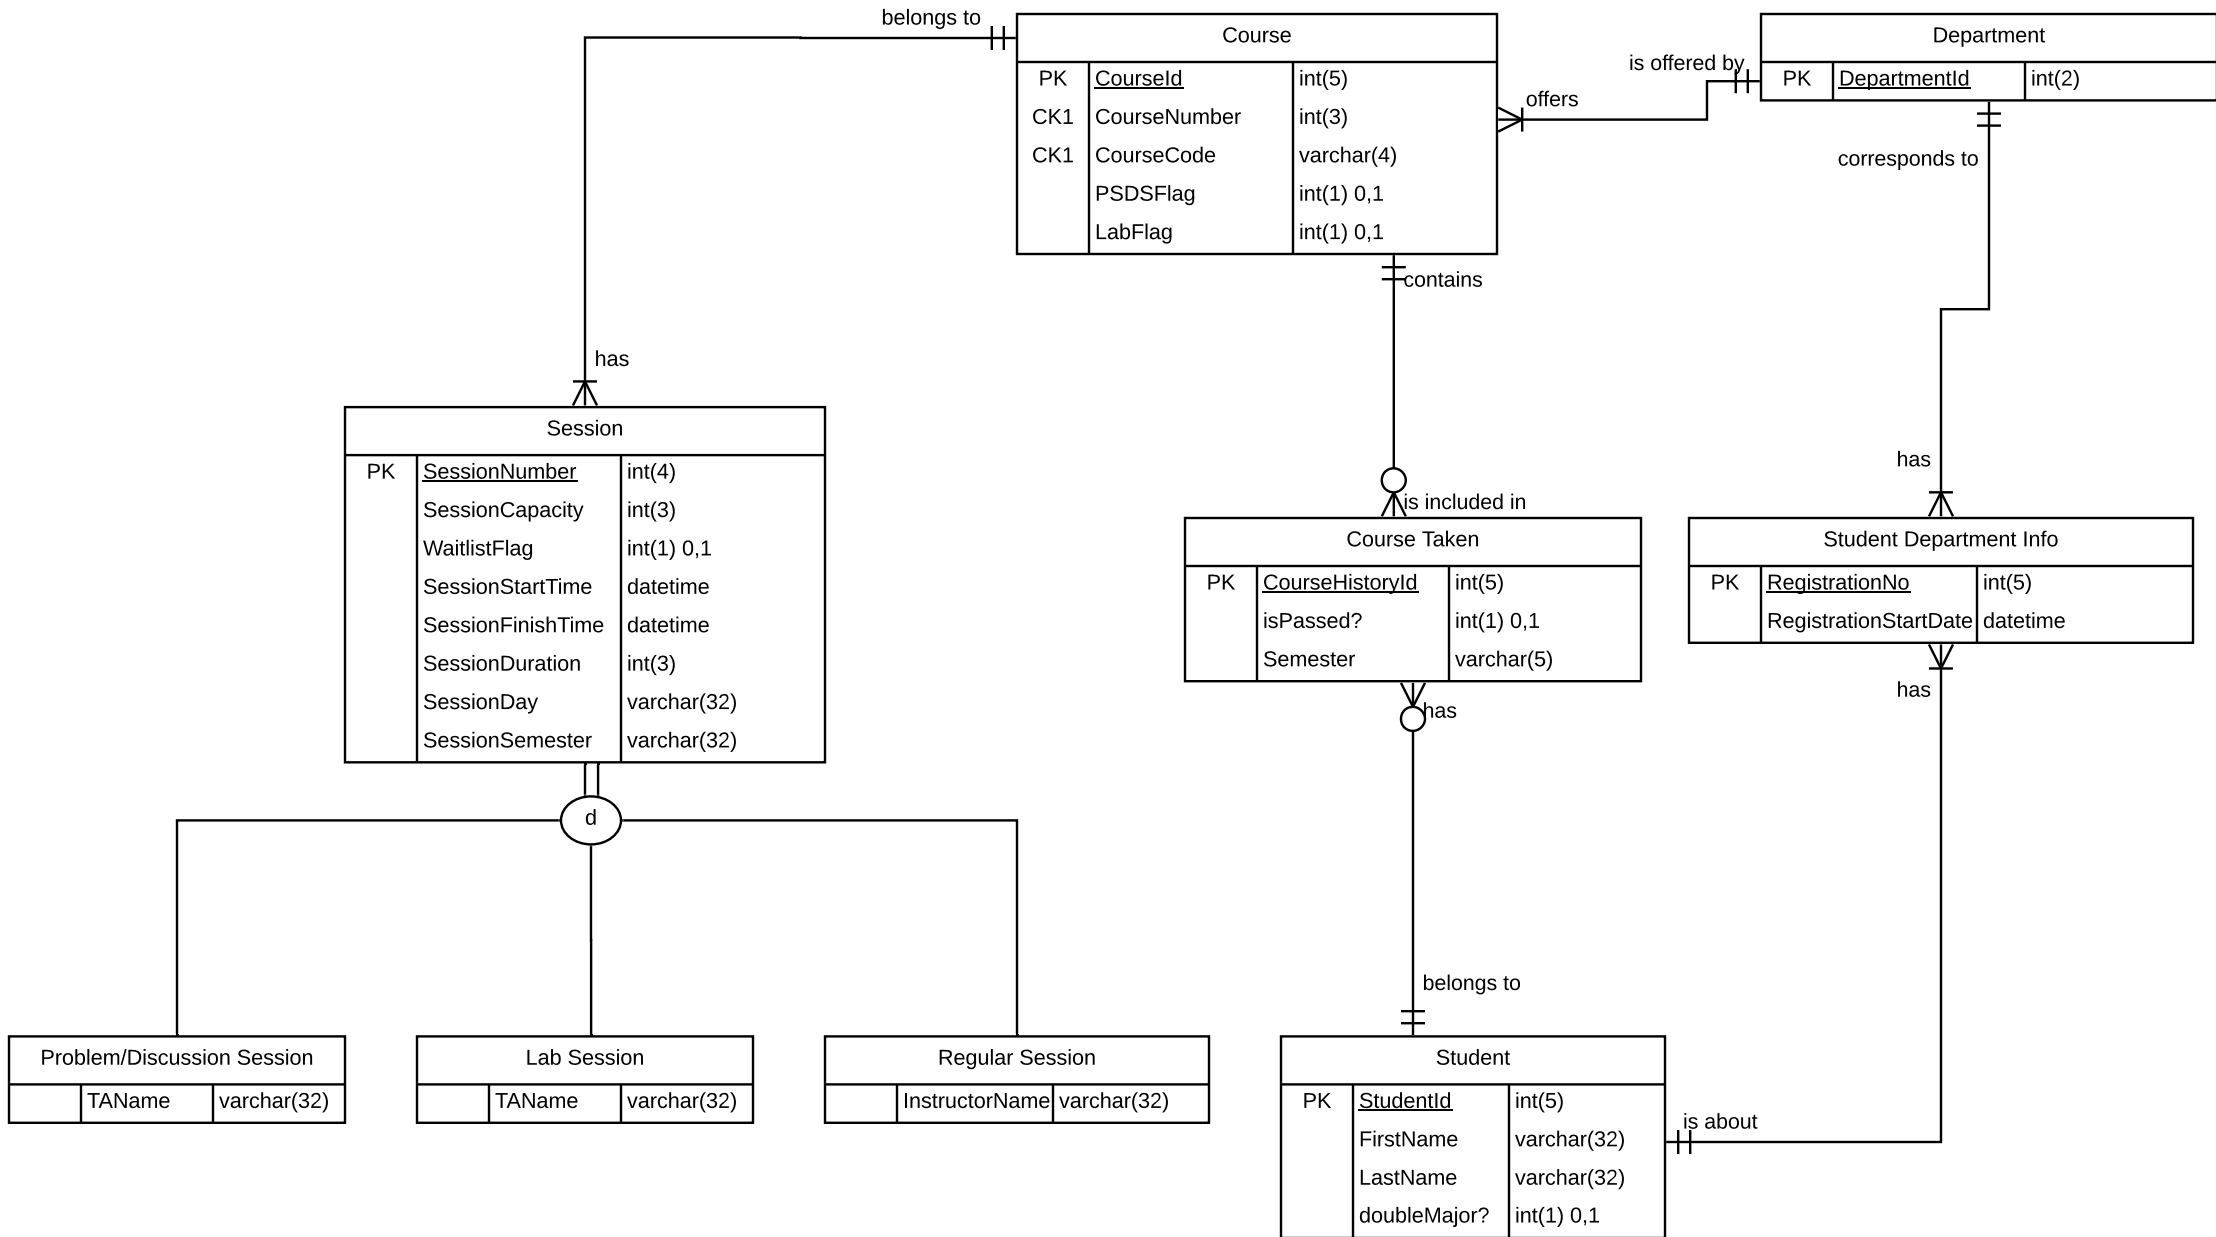 belongs to
Course
PK CourseId int(5)
CK1 CourseNumber int(3)
CK1 CourseCode varchar(4)
PSDSFlag int(1) 0,1
LabFlag int(1) 0,1
Department
PK DepartmentId int(2)
is offered by
offers
corresponds to
contains
has
Session
PK SessionNumber int(4)
SessionCapacity int(3)
WaitlistFlag int(1) 0,1
SessionStartTime datetime
SessionFinishTime datetime
SessionDuration int(3)
SessionDay varchar(32)
SessionSemester varchar(32)
d
is included in
Course Taken
PK CourseHistoryId int(5)
isPassed? int(1) 0,1
Semester varchar(5)
has
has
Student Department Info
PK RegistrationNo int(5)
RegistrationStartDate datetime
has
belongs to
Problem/Discussion Session
TAName varchar(32)
Lab Session
TAName varchar(32)
Regular Session
InstructorName varchar(32)
Student
PK StudentId int(5)
FirstName varchar(32)
LastName varchar(32)
doubleMajor? int(1) 0,1
is about